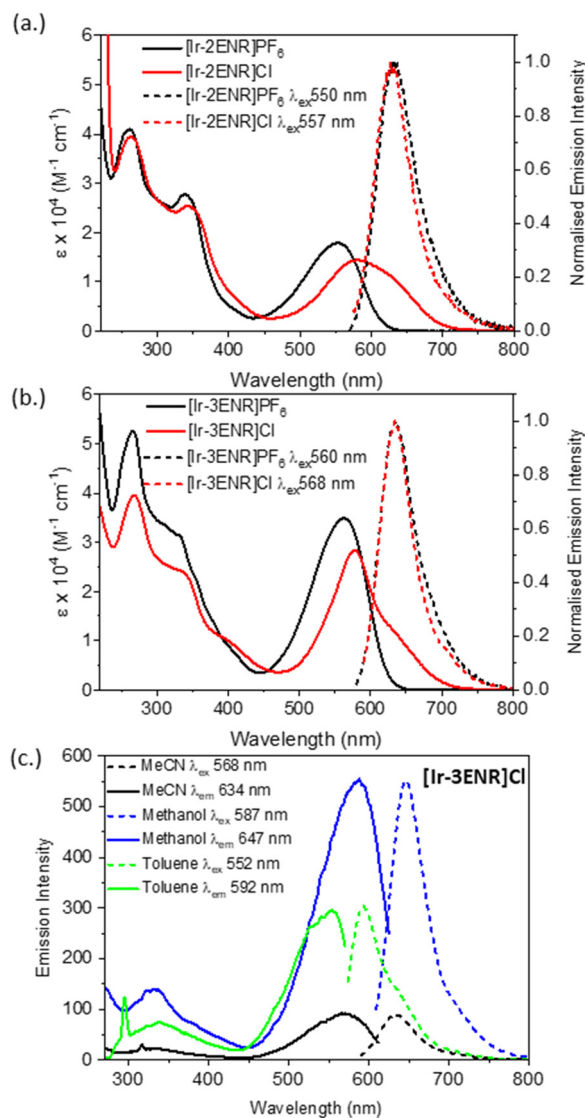 (a.)
[Ir-2ENR]PF₆
[Ir-2ENR]Cl
[Ir-2ENR]PF₆ λex550 nm
[Ir-2ENR]Cl λex557 nm
ε x 10⁴ (M⁻¹ cm⁻¹)
6
5
4
3
2
1
0
1.0
0.8
0.6
0.4
0.2
0.0
Normalised Emission Intensity
300 400 500 600 700 800
Wavelength (nm)
(b.)
[Ir-3ENR]PF₆
[Ir-3ENR]Cl
[Ir-3ENR]PF₆ λex560 nm
[Ir-3ENR]Cl λex568 nm
ε x 10⁴ (M⁻¹ cm⁻¹)
6
5
4
3
2
1
0
1.0
0.8
0.6
0.4
0.2
0.0
Normalised Emission Intensity
300 400 500 600 700 800
Wavelength (nm)
(c.)
[Ir-3ENR]Cl
MeCN λex 568 nm
MeCN λem 634 nm
Methanol λex 587 nm
Methanol λem 647 nm
Toluene λex 552 nm
Toluene λem 592 nm
Emission Intensity
600
500
400
300
200
100
0
300 400 500 600 700 800
Wavelength (nm)